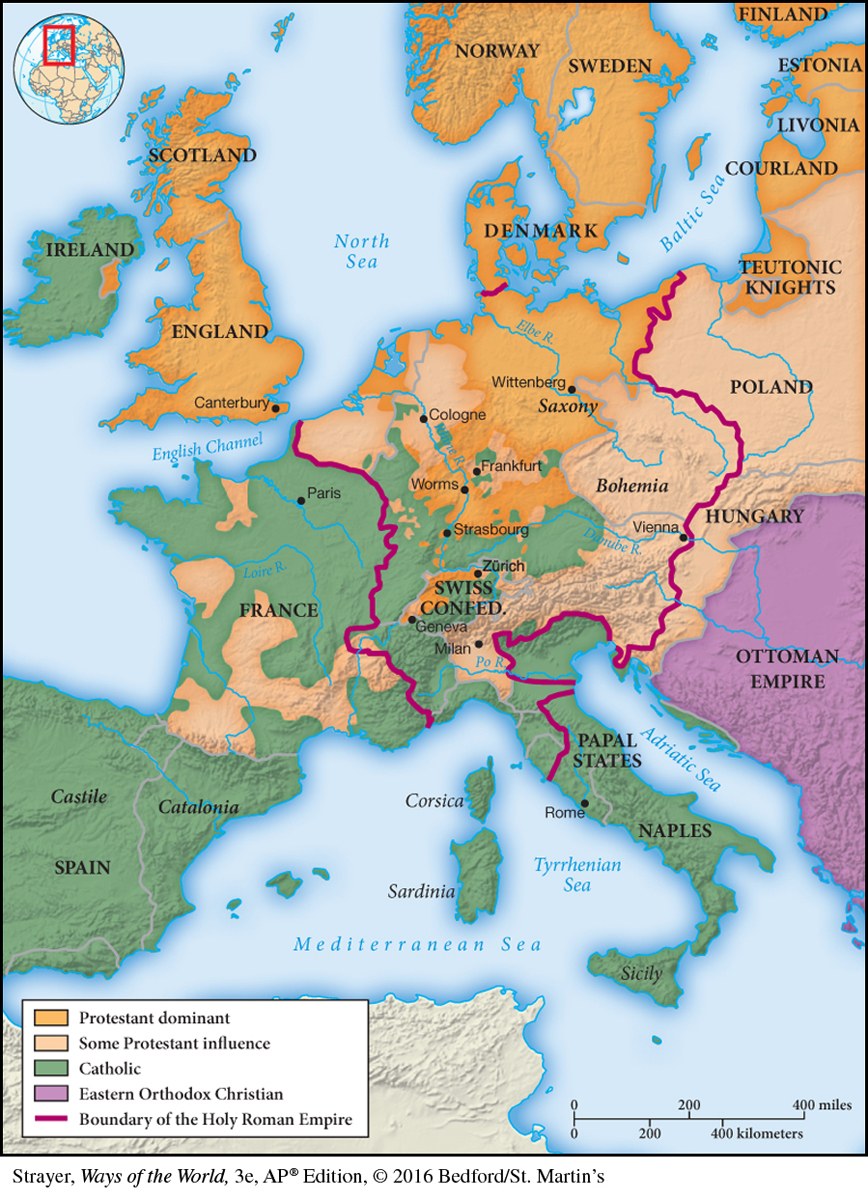 FINLAND
NORWAY
SWEDEN
ESTONIA
LIVONIA
SCOTLAND
COURLAND
Baltic Sea
IRELAND
North
Sea
DENMARK
TEUTONIC
KNIGHTS
ENGLAND
Elbe R.
Wittenberg
POLAND
Canterbury
Saxony
Cologne
English Channel
Rhine R.
Frankfurt
Worms
Bohemia
Paris
HUNGARY
Strasbourg
Vienna
Danube R.
Zürich
Loire R.
SWISS
CONFED.
FRANCE
Geneva
Milan
Po R.
OTTOMAN
EMPIRE
PAPAL
STATES
Adriatic Sea
Castile
Catalonia
Corsica
Rome
NAPLES
SPAIN
Sardinia
Tyrrhenian
Sea
Mediterranean Sea
Sicily
Protestant dominant
Some Protestant influence
Catholic
Eastern Orthodox Christian
Boundary of the Holy Roman Empire
0 200 400 miles
0 200 400 kilometers
Strayer, Ways of the World, 3e, AP® Edition, © 2016 Bedford/St. Martin's